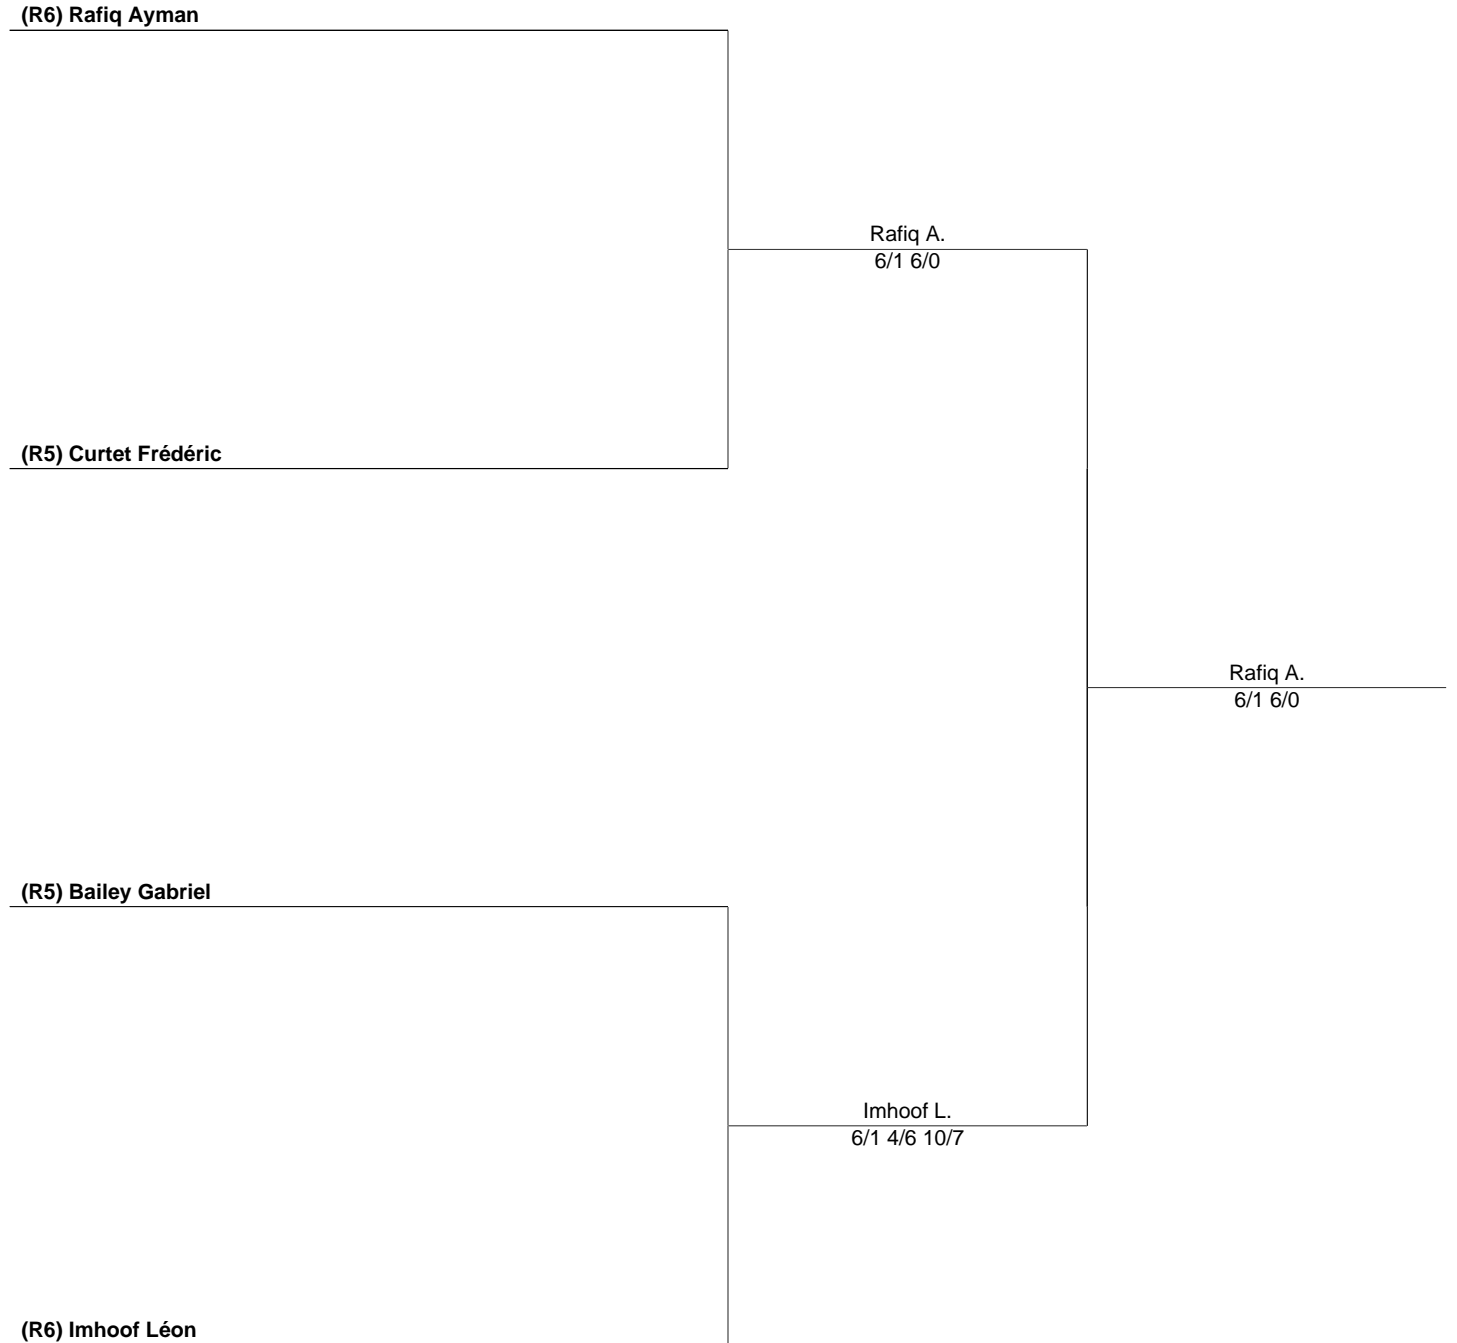 (R6) Rafiq Ayman
Rafiq A.
6/1 6/0
(R5) Curtet Frédéric
Rafiq A.
6/1 6/0
(R5) Bailey Gabriel
Imhoof L.
6/1 4/6 10/7
(R6) Imhoof Léon